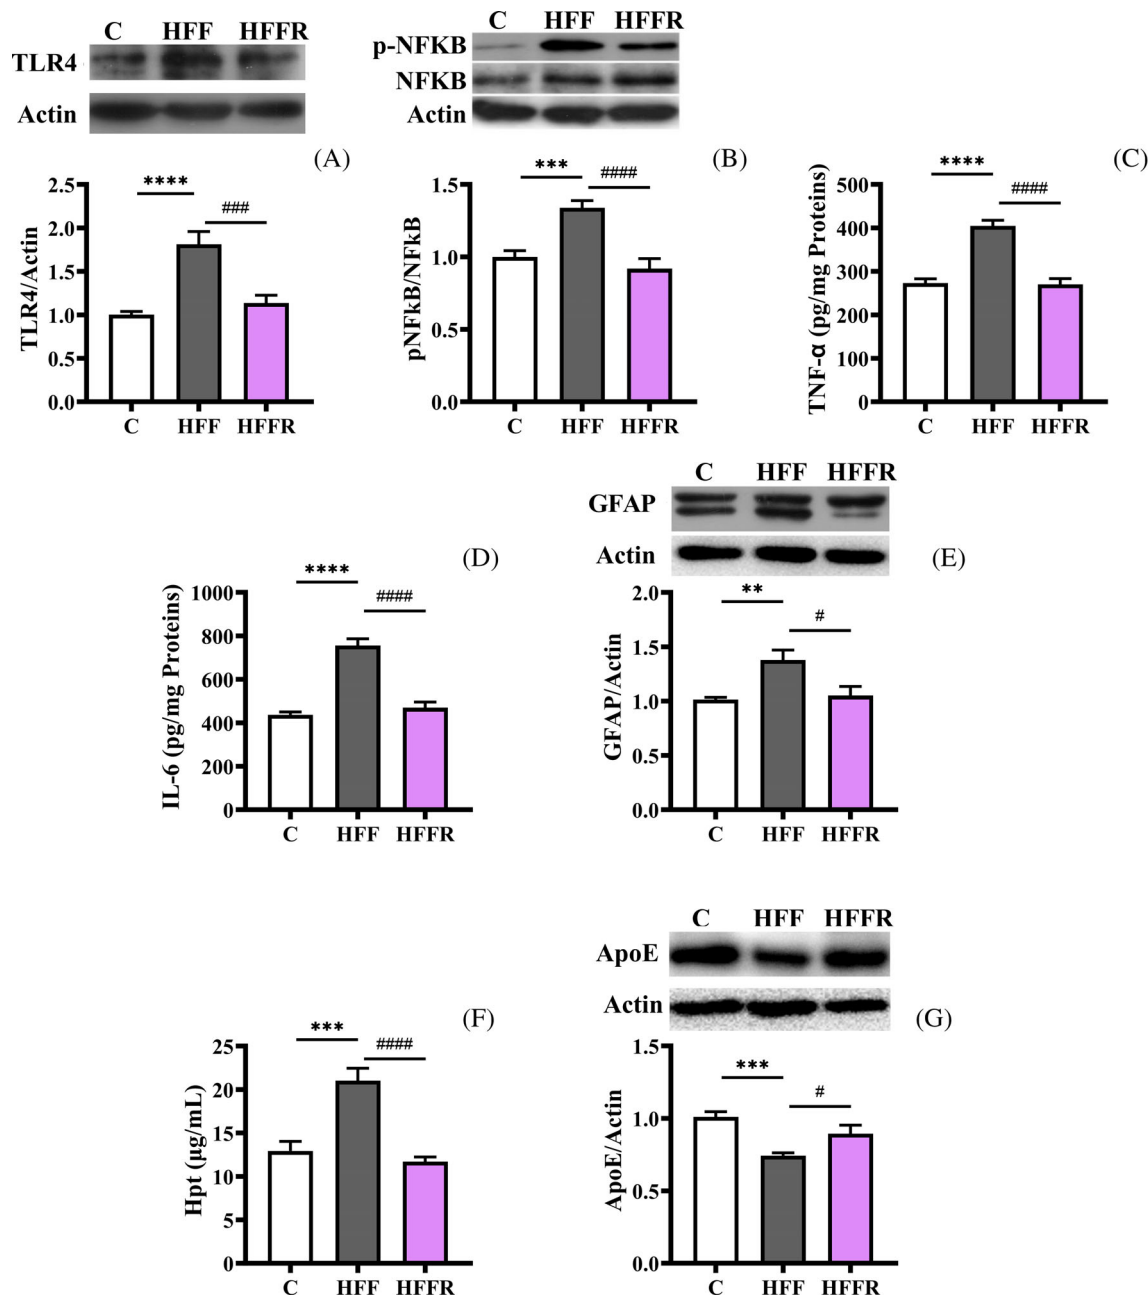 C HFF HFFR
TLR4
Actin
(A)
**** ###
TLR4/Actin
2.5
2.0
1.5
1.0
0.5
0.0
C HFF HFFR
C HFF HFFR
p-NFKB
NFKB
Actin
(B)
*** ####
pNFkB/NFkB
1.5
1.0
0.5
0.0
C HFF HFFR
(C)
**** ####
TNF-α (pg/mg Proteins)
500
400
300
200
100
0
C HFF HFFR
(D)
**** ####
IL-6 (pg/mg Proteins)
1000
800
600
400
200
0
C HFF HFFR
C HFF HFFR
GFAP
Actin
(E)
** #
GFAP/Actin
2.0
1.5
1.0
0.5
0.0
C HFF HFFR
(F)
*** ####
Hpt (µg/mL)
25
20
15
10
5
0
C HFF HFFR
C HFF HFFR
ApoE
Actin
(G)
*** #
ApoE/Actin
1.5
1.0
0.5
0.0
C HFF HFFR